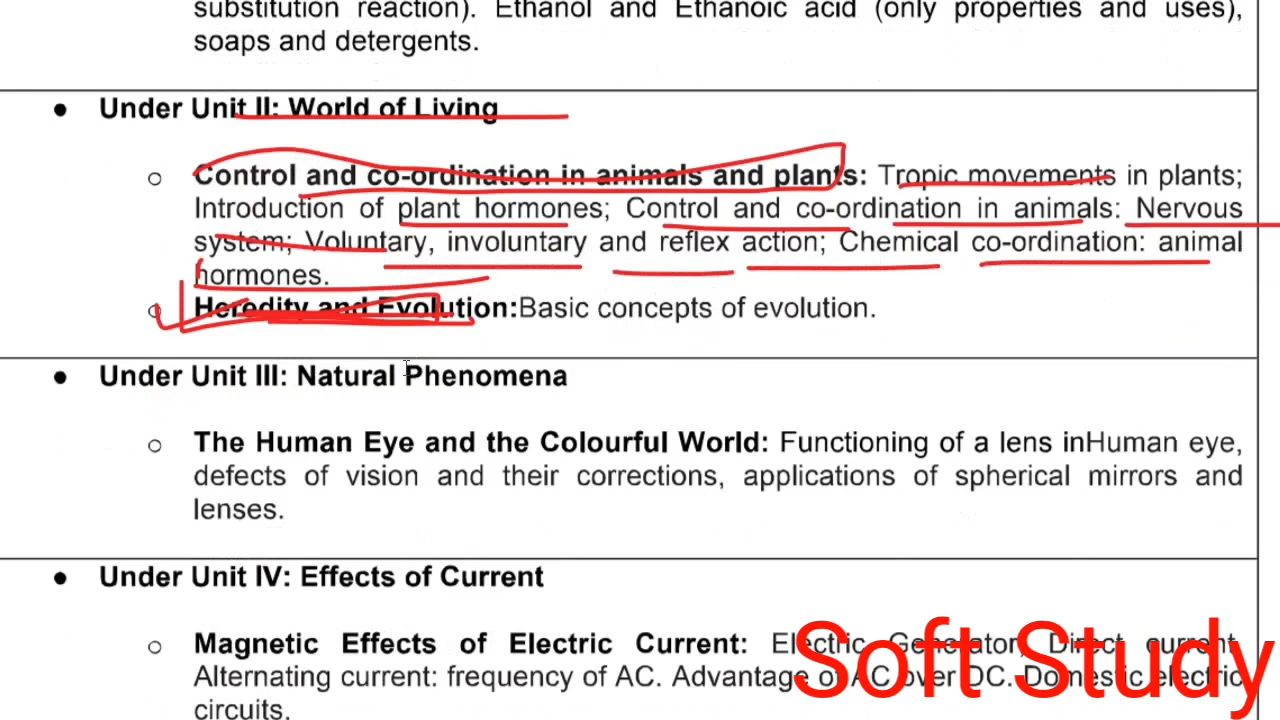 substitution reaction). Ethanol and Ethanoic acid (only properties and uses),
soaps and detergents.
● Under Unit II: World of Living
○ Control and co-ordination in animals and plants: Tropic movements in plants;
Introduction of plant hormones; Control and co-ordination in animals: Nervous
system; Voluntary, involuntary and reflex action; Chemical co-ordination: animal
hormones.
○ Heredity and Evolution:Basic concepts of evolution.
● Under Unit III: Natural Phenomena
○ The Human Eye and the Colourful World: Functioning of a lens inHuman eye,
defects of vision and their corrections, applications of spherical mirrors and
lenses.
● Under Unit IV: Effects of Current
○ Magnetic Effects of Electric Current: Electric Generator, Direct current,
Alternating current: frequency of AC. Advantage of AC over DC. Domestic electric
circuits.
Soft Study